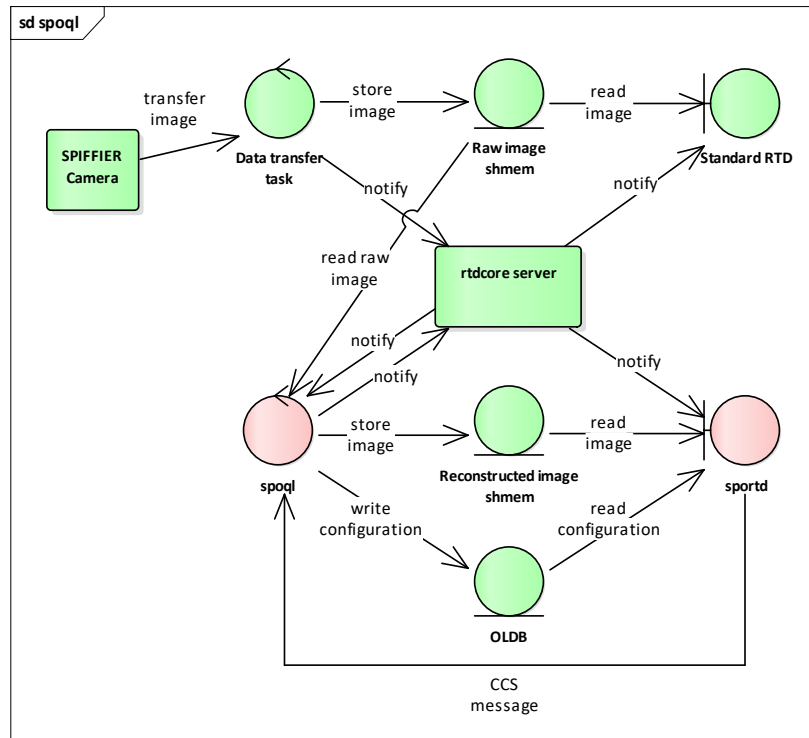 sd spoql
transfer
image
store
image
read
image
SPIFFIER
Camera
Data transfer
task
Raw image
shmem
Standard RTD
notify
notify
read raw
image
rtdcore server
notify
notify
notify
store
image
read
image
spoql
Reconstructed image
shmem
sportd
write
configuration
read
configuration
OLDB
CCS
message